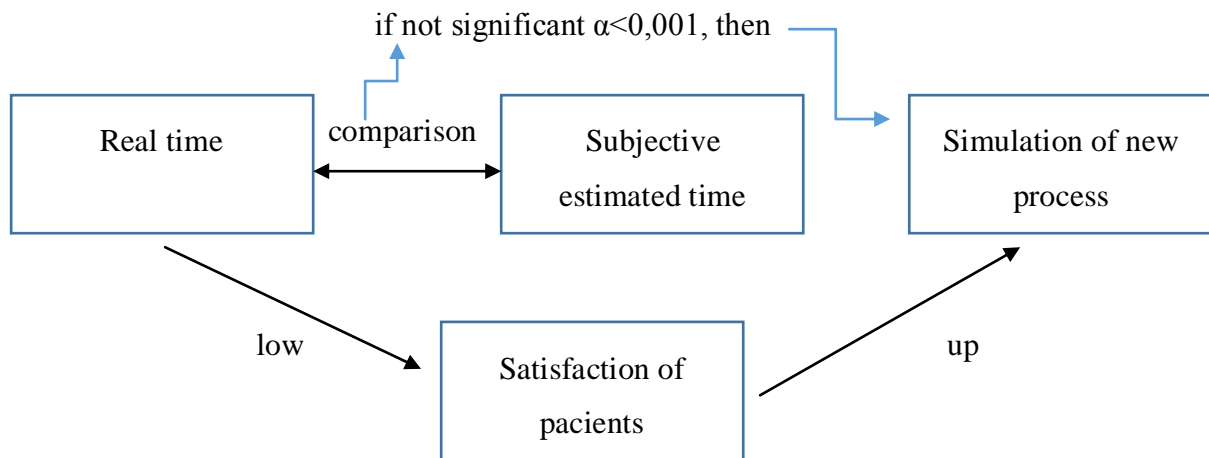 if not significant α<0,001, then
Real time
comparison
Subjective
estimated time
Simulation of new
process
low
Satisfaction of
pacients
up